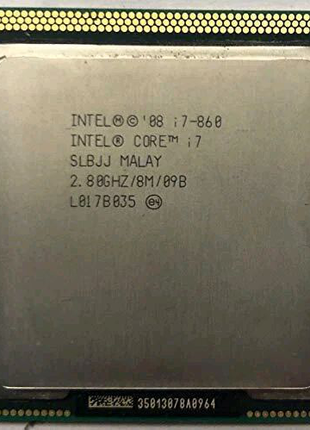 INTEL® © '08 i7-860
INTEL® CORE™ i7
SLBJJ MALAY
2.80GHZ/8M/09B
L017B035 e4
35013078A0964